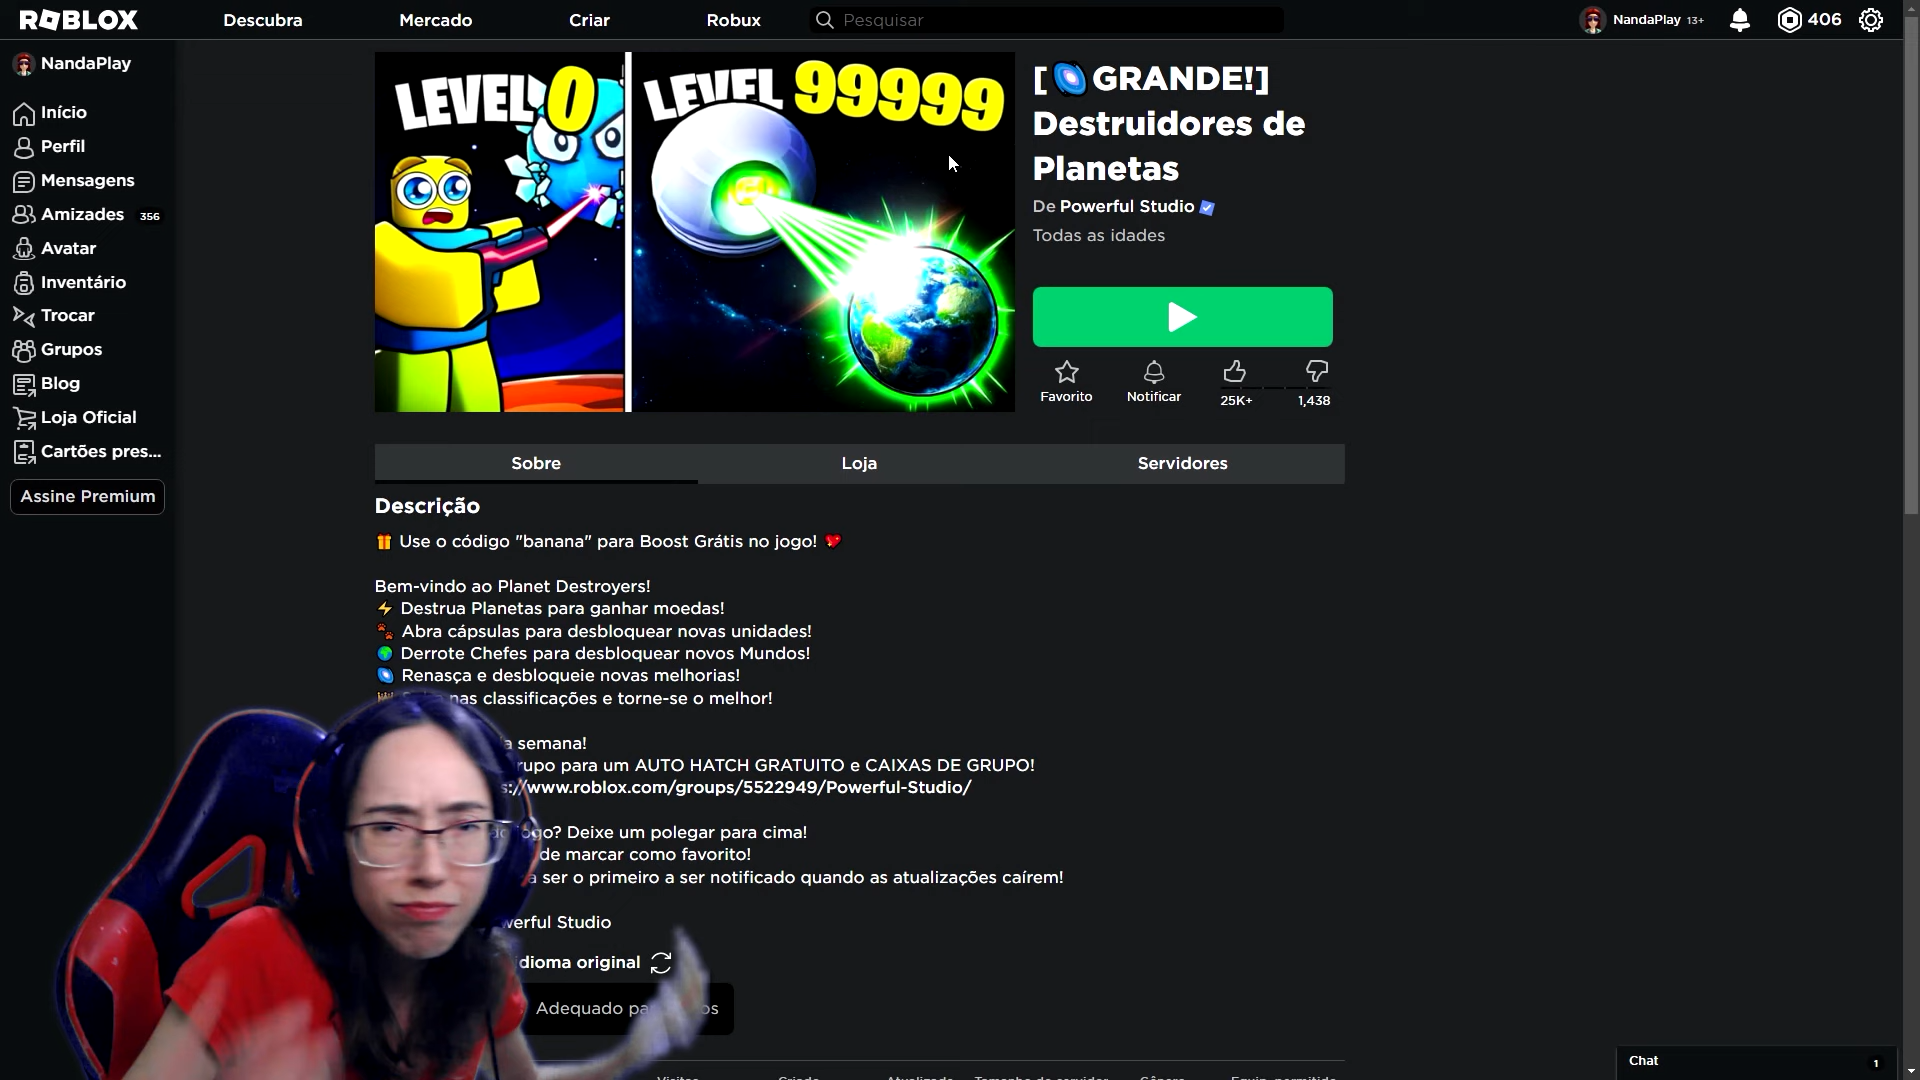 ROBLOX
Descubra
Mercado
Criar
Robux
Pesquisar
NandaPlay 13+
406
NandaPlay
Início
Perfil
Mensagens
Amizades 356
Avatar
Inventário
Trocar
Grupos
Blog
Loja Oficial
Cartões pres...
Assine Premium
LEVEL 0
LEVEL 99999
[GRANDE!]
Destruidores de
Planetas
De Powerful Studio
Todas as idades
Favorito
Notificar
25K+
1,438
Sobre
Loja
Servidores
Descrição
Use o código "banana" para Boost Grátis no jogo!
Bem-vindo ao Planet Destroyers!
Destrua Planetas para ganhar moedas!
Abra cápsulas para desbloquear novas unidades!
Derrote Chefes para desbloquear novos Mundos!
Renasça e desbloqueie novas melhorias!
nas classificações e torne-se o melhor!
semana!
para um AUTO HATCH GRATUITO e CAIXAS DE GRUPO!
://www.roblox.com/groups/5522949/Powerful-Studio/
jogo? Deixe um polegar para cima!
de marcar como favorito!
a ser o primeiro a ser notificado quando as atualizações caírem!
Studio
idioma original
Adequado
Chat
1